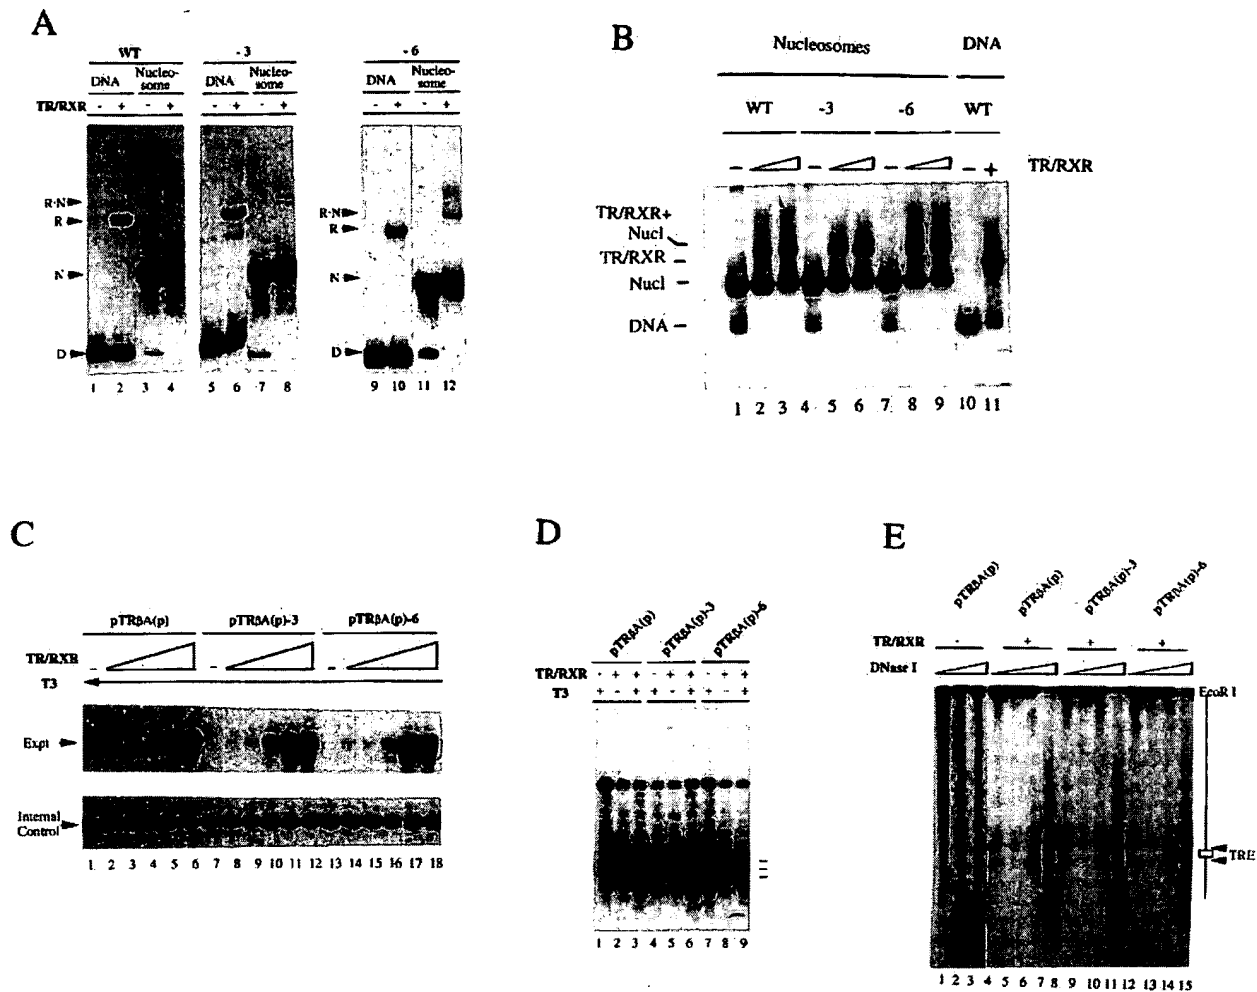 A
WT
- 3
- 6
DNA Nucleo-some DNA Nucleo-some DNA Nucleo-some
TR/RXR - + - + - + - + - + - +
R·N
R
N
D
R·N
R
N
D
1 2 3 4 5 6 7 8 9 10 11 12
B
Nucleosomes DNA
WT -3 -6 WT
− − − − + TR/RXR
TR/RXR+
Nucl
TR/RXR
Nucl
DNA
1 2 3 4 5 6 7 8 9 10 11
C
pTRβA(p) pTRβA(p)-3 pTRβA(p)-6
TR/RXR - - -
T3
Expt
Internal
Control
1 2 3 4 5 6 7 8 9 10 11 12 13 14 15 16 17 18
D
pTRβA(p) pTRβA(p)-3 pTRβA(p)-6
TR/RXR - + + - + + - + +
T3 + - + + - + + - +
1 2 3 4 5 6 7 8 9
E
pTRβA(p) pTRβA(p) pTRβA(p)-3 pTRβA(p)-6
TR/RXR - + + +
DNase I
EcoR I
TRE
1 2 3 4 5 6 7 8 9 10 11 12 13 14 15